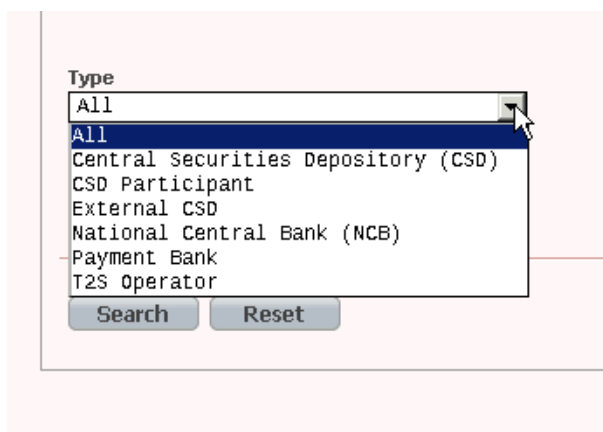 Type
All
All
Central Securities Depository (CSD)
CSD Participant
External CSD
National Central Bank (NCB)
Payment Bank
T2S Operator
Search Reset